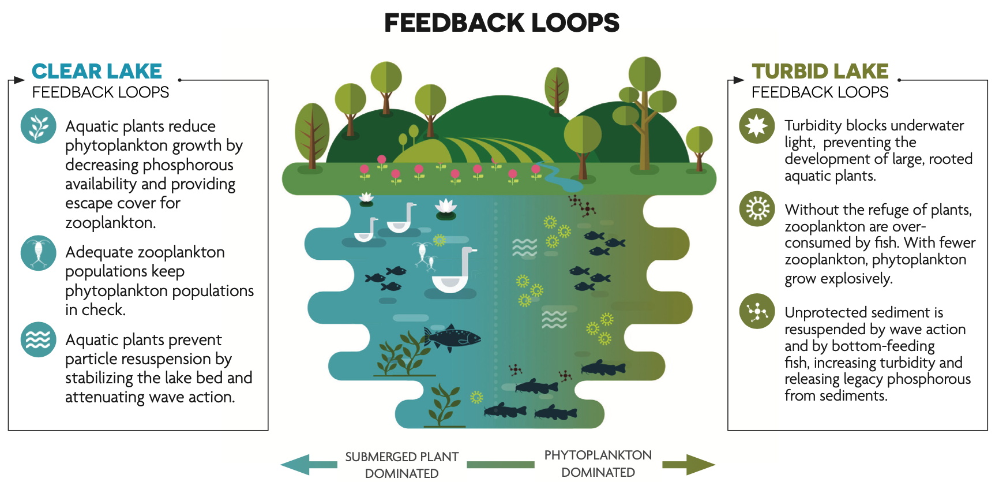 FEEDBACK LOOPS
CLEAR LAKE
FEEDBACK LOOPS
Aquatic plants reduce
phytoplankton growth by
decreasing phosphorous
availability and providing
escape cover for
zooplankton.
Adequate zooplankton
populations keep
phytoplankton populations
in check.
Aquatic plants prevent
particle resuspension by
stabilizing the lake bed and
attenuating wave action.
TURBID LAKE
FEEDBACK LOOPS
Turbidity blocks underwater
light, preventing the
development of large, rooted
aquatic plants.
Without the refuge of plants,
zooplankton are over-
consumed by fish. With fewer
zooplankton, phytoplankton
grow explosively.
Unprotected sediment is
resuspended by wave action
and by bottom-feeding
fish, increasing turbidity and
releasing legacy phosphorous
from sediments.
SUBMERGED PLANT
DOMINATED
PHYTOPLANKTON
DOMINATED